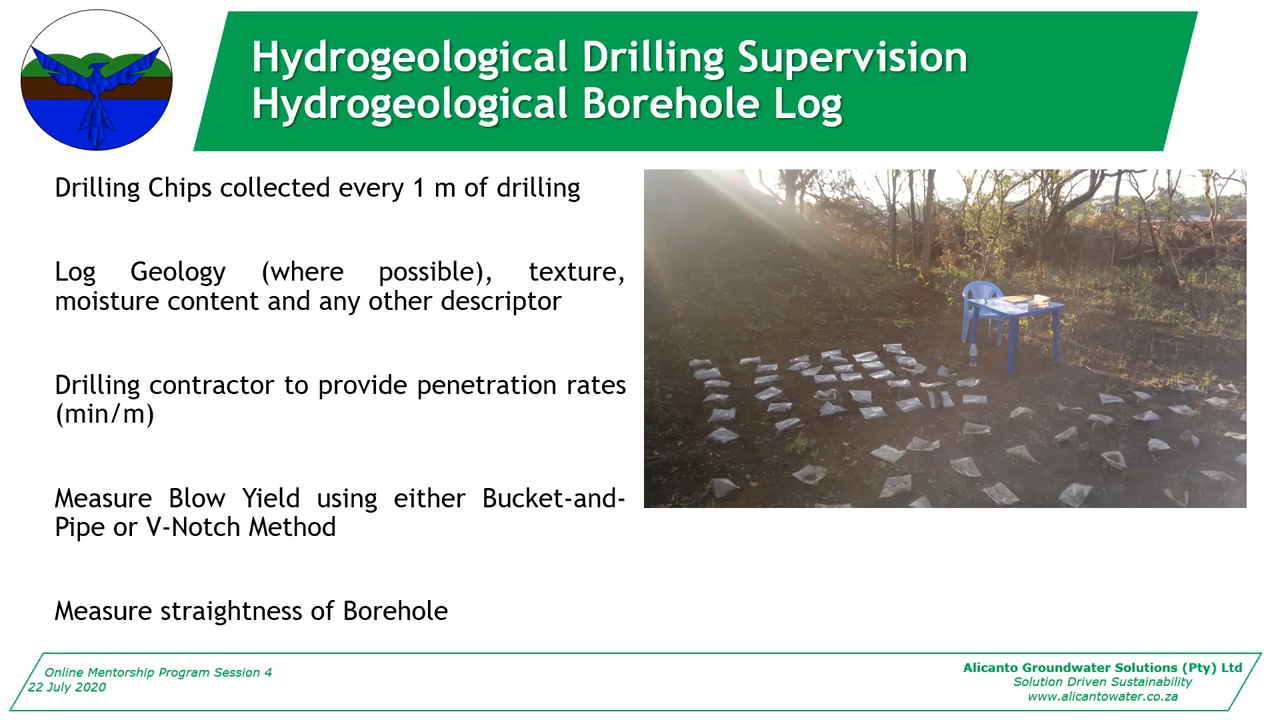 Hydrogeological Drilling Supervision
Hydrogeological Borehole Log
Drilling Chips collected every 1 m of drilling
Log Geology (where possible), texture,
moisture content and any other descriptor
Drilling contractor to provide penetration rates
(min/m)
Measure Blow Yield using either Bucket-and-
Pipe or V-Notch Method
Measure straightness of Borehole
Online Mentorship Program Session 4
22 July 2020
Alicanto Groundwater Solutions (Pty) Ltd
Solution Driven Sustainability
www.alicantowater.co.za